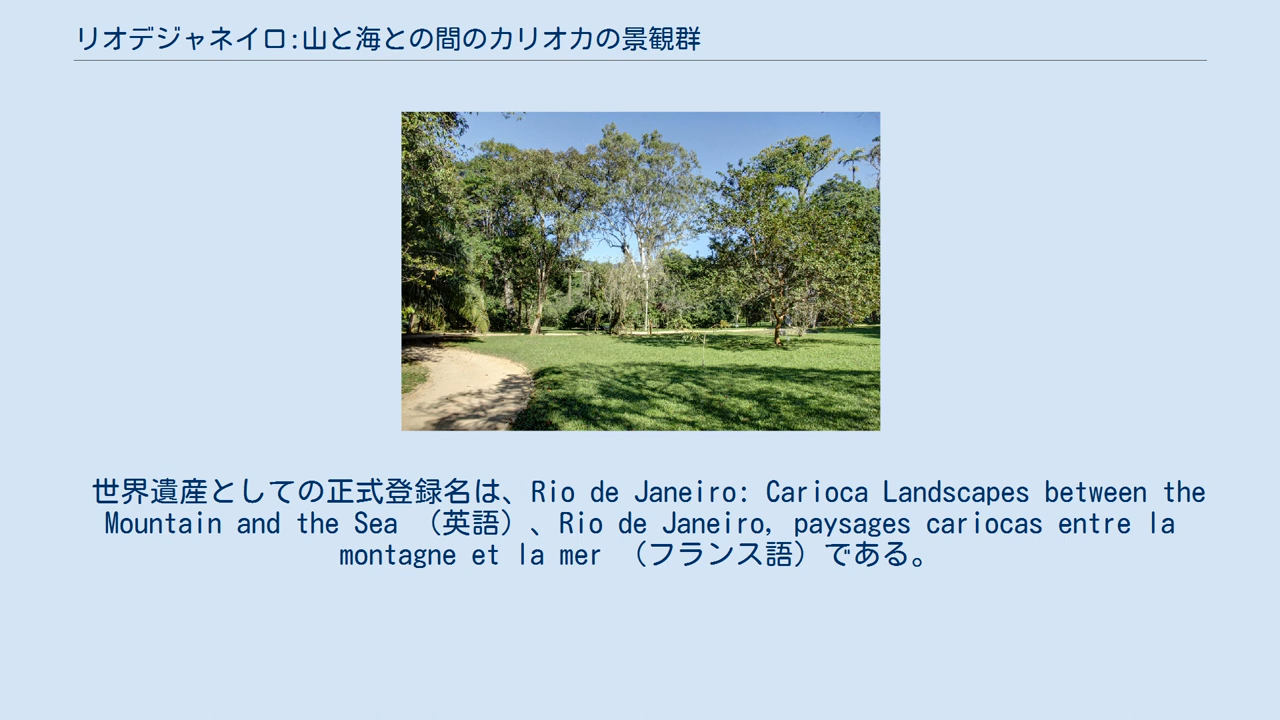 リオデジャネイロ:山と海との間のカリオカの景観群
世界遺産としての正式登録名は、Rio de Janeiro: Carioca Landscapes between the
Mountain and the Sea （英語）、Rio de Janeiro, paysages cariocas entre la
montagne et la mer （フランス語）である。